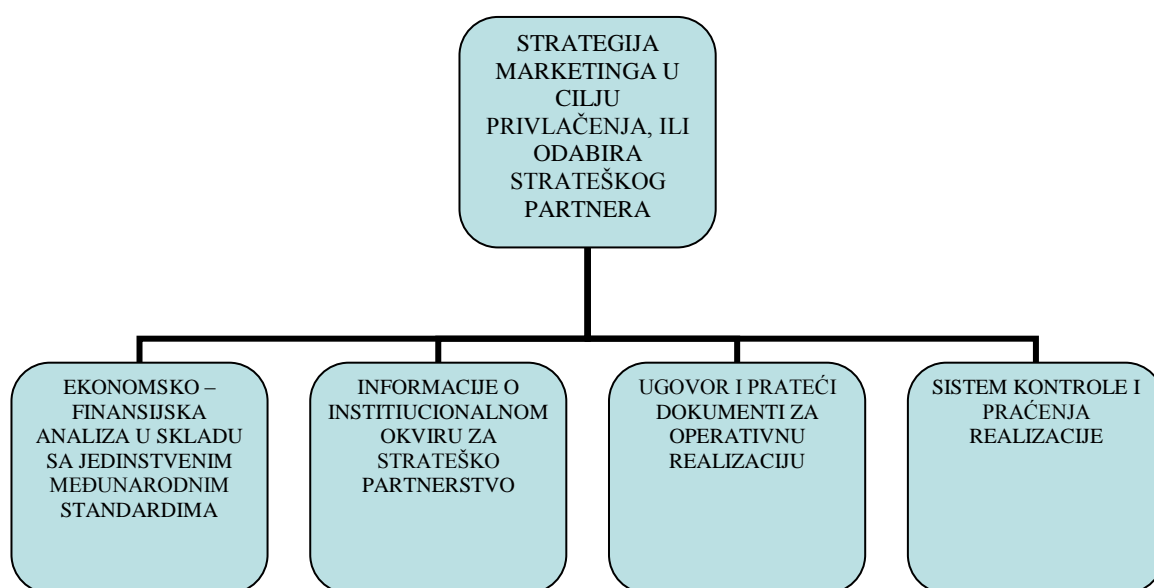 STRATEGIJA
MARKETINGA U
CILJU
PRIVLAČENJA, ILI
ODABIRA
STRATEŠKOG
PARTNERA
EKONOMSKO –
FINANSIJSKA
ANALIZA U SKLADU
SA JEDINSTVENIM
MEĐUNARODNIM
STANDARDIMA
INFORMACIJE O
INSTITIUCIONALNOM
OKVIRU ZA
STRATEŠKO
PARTNERSTVO
UGOVOR I PRATEĆI
DOKUMENTI ZA
OPERATIVNU
REALIZACIJU
SISTEM KONTROLE I
PRAĆENJA
REALIZACIJE